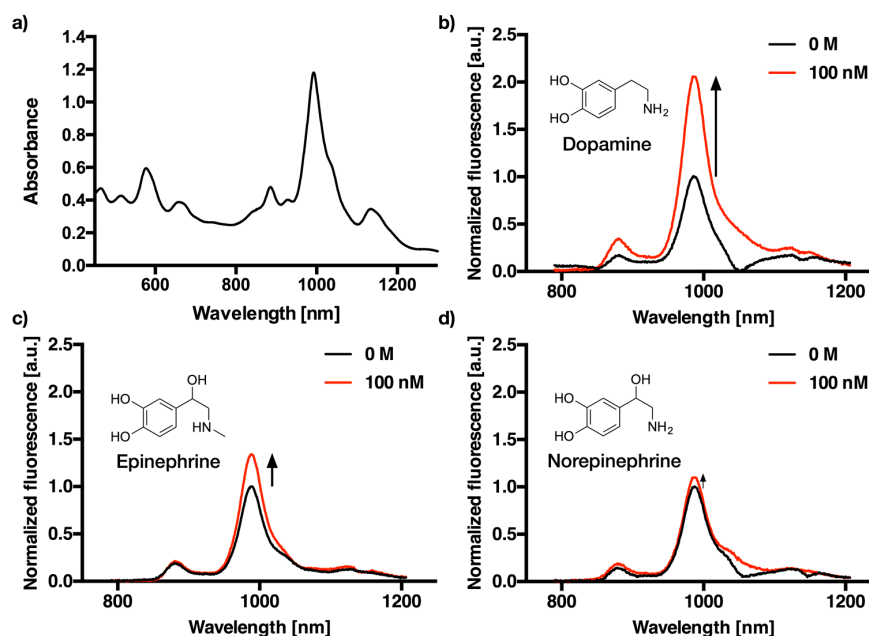 a)
Absorbance
1.4
1.2
1.0
0.8
0.6
0.4
0.2
0.0
600
800
1000
1200
Wavelength [nm]
b)
Normalized fluorescence [a.u.]
2.5
2.0
1.5
1.0
0.5
0
0 M
100 nM
HO
HO
NH2
Dopamine
800
1000
1200
Wavelength [nm]
c)
Normalized fluorescence [a.u.]
2.5
2.0
1.5
1.0
0.5
0.0
0 M
100 nM
OH
HO
HO
HN
Epinephrine
800
1000
1200
d)
Normalized fluorescence [a.u.]
2.5
2.0
1.5
1.0
0.5
0.0
0 M
100 nM
OH
HO
HO
NH2
Norepinephrine
800
1000
1200